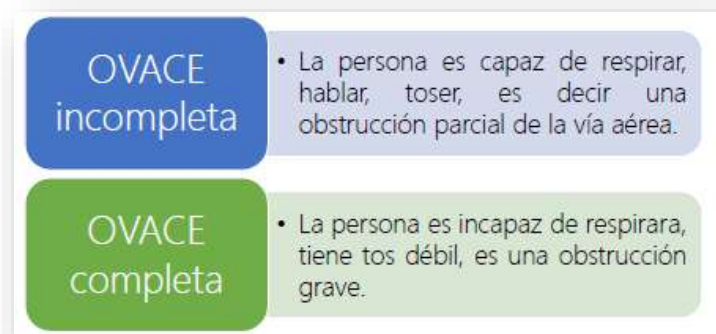 OVACE
incompleta
• La persona es capaz de respirar,
hablar, toser, es decir una
obstrucción parcial de la vía aérea.
OVACE
completa
• La persona es incapaz de respirara,
tiene tos débil, es una obstrucción
grave.